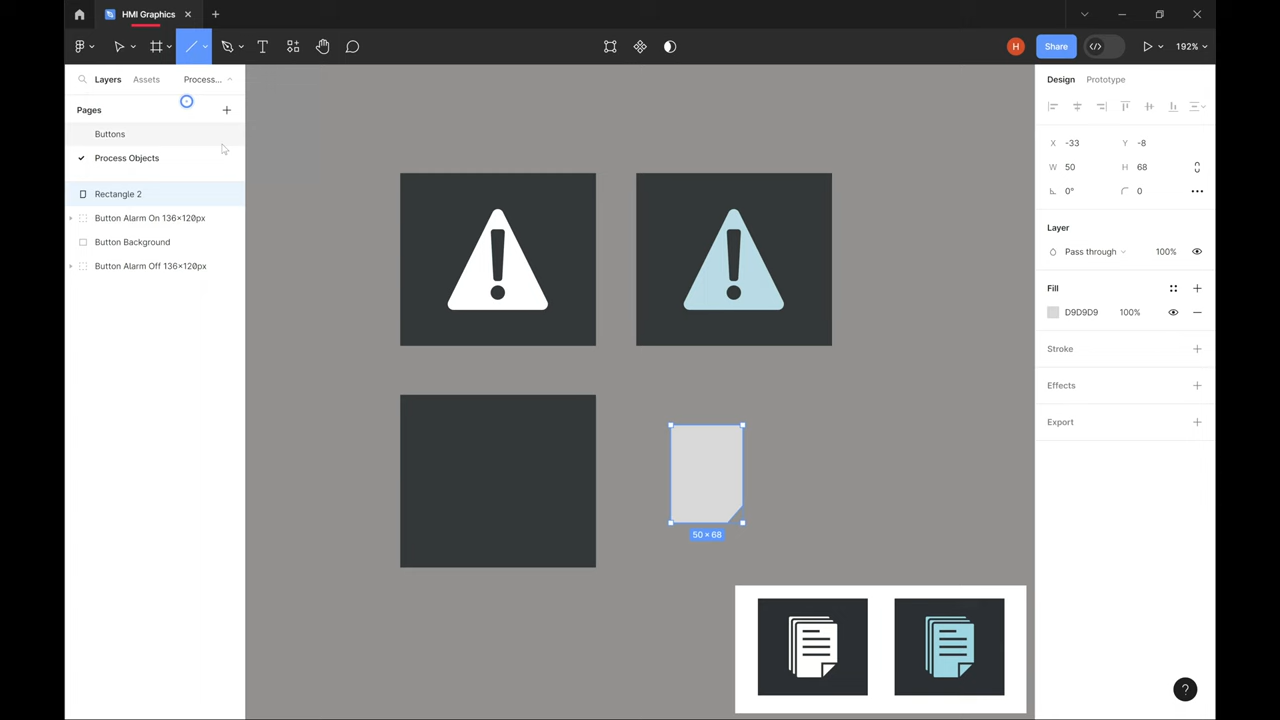 HMI Graphics
H
Share
192%
Layers
Assets
Process...
Pages
Buttons
Process Objects
Rectangle 2
Button Alarm On 136×120px
Button Background
Button Alarm Off 136×120px
50 × 68
Design
Prototype
X -33
Y -8
W 50
H 68
0°
0
Layer
Pass through
100%
Fill
D9D9D9
100%
Stroke
Effects
Export
?